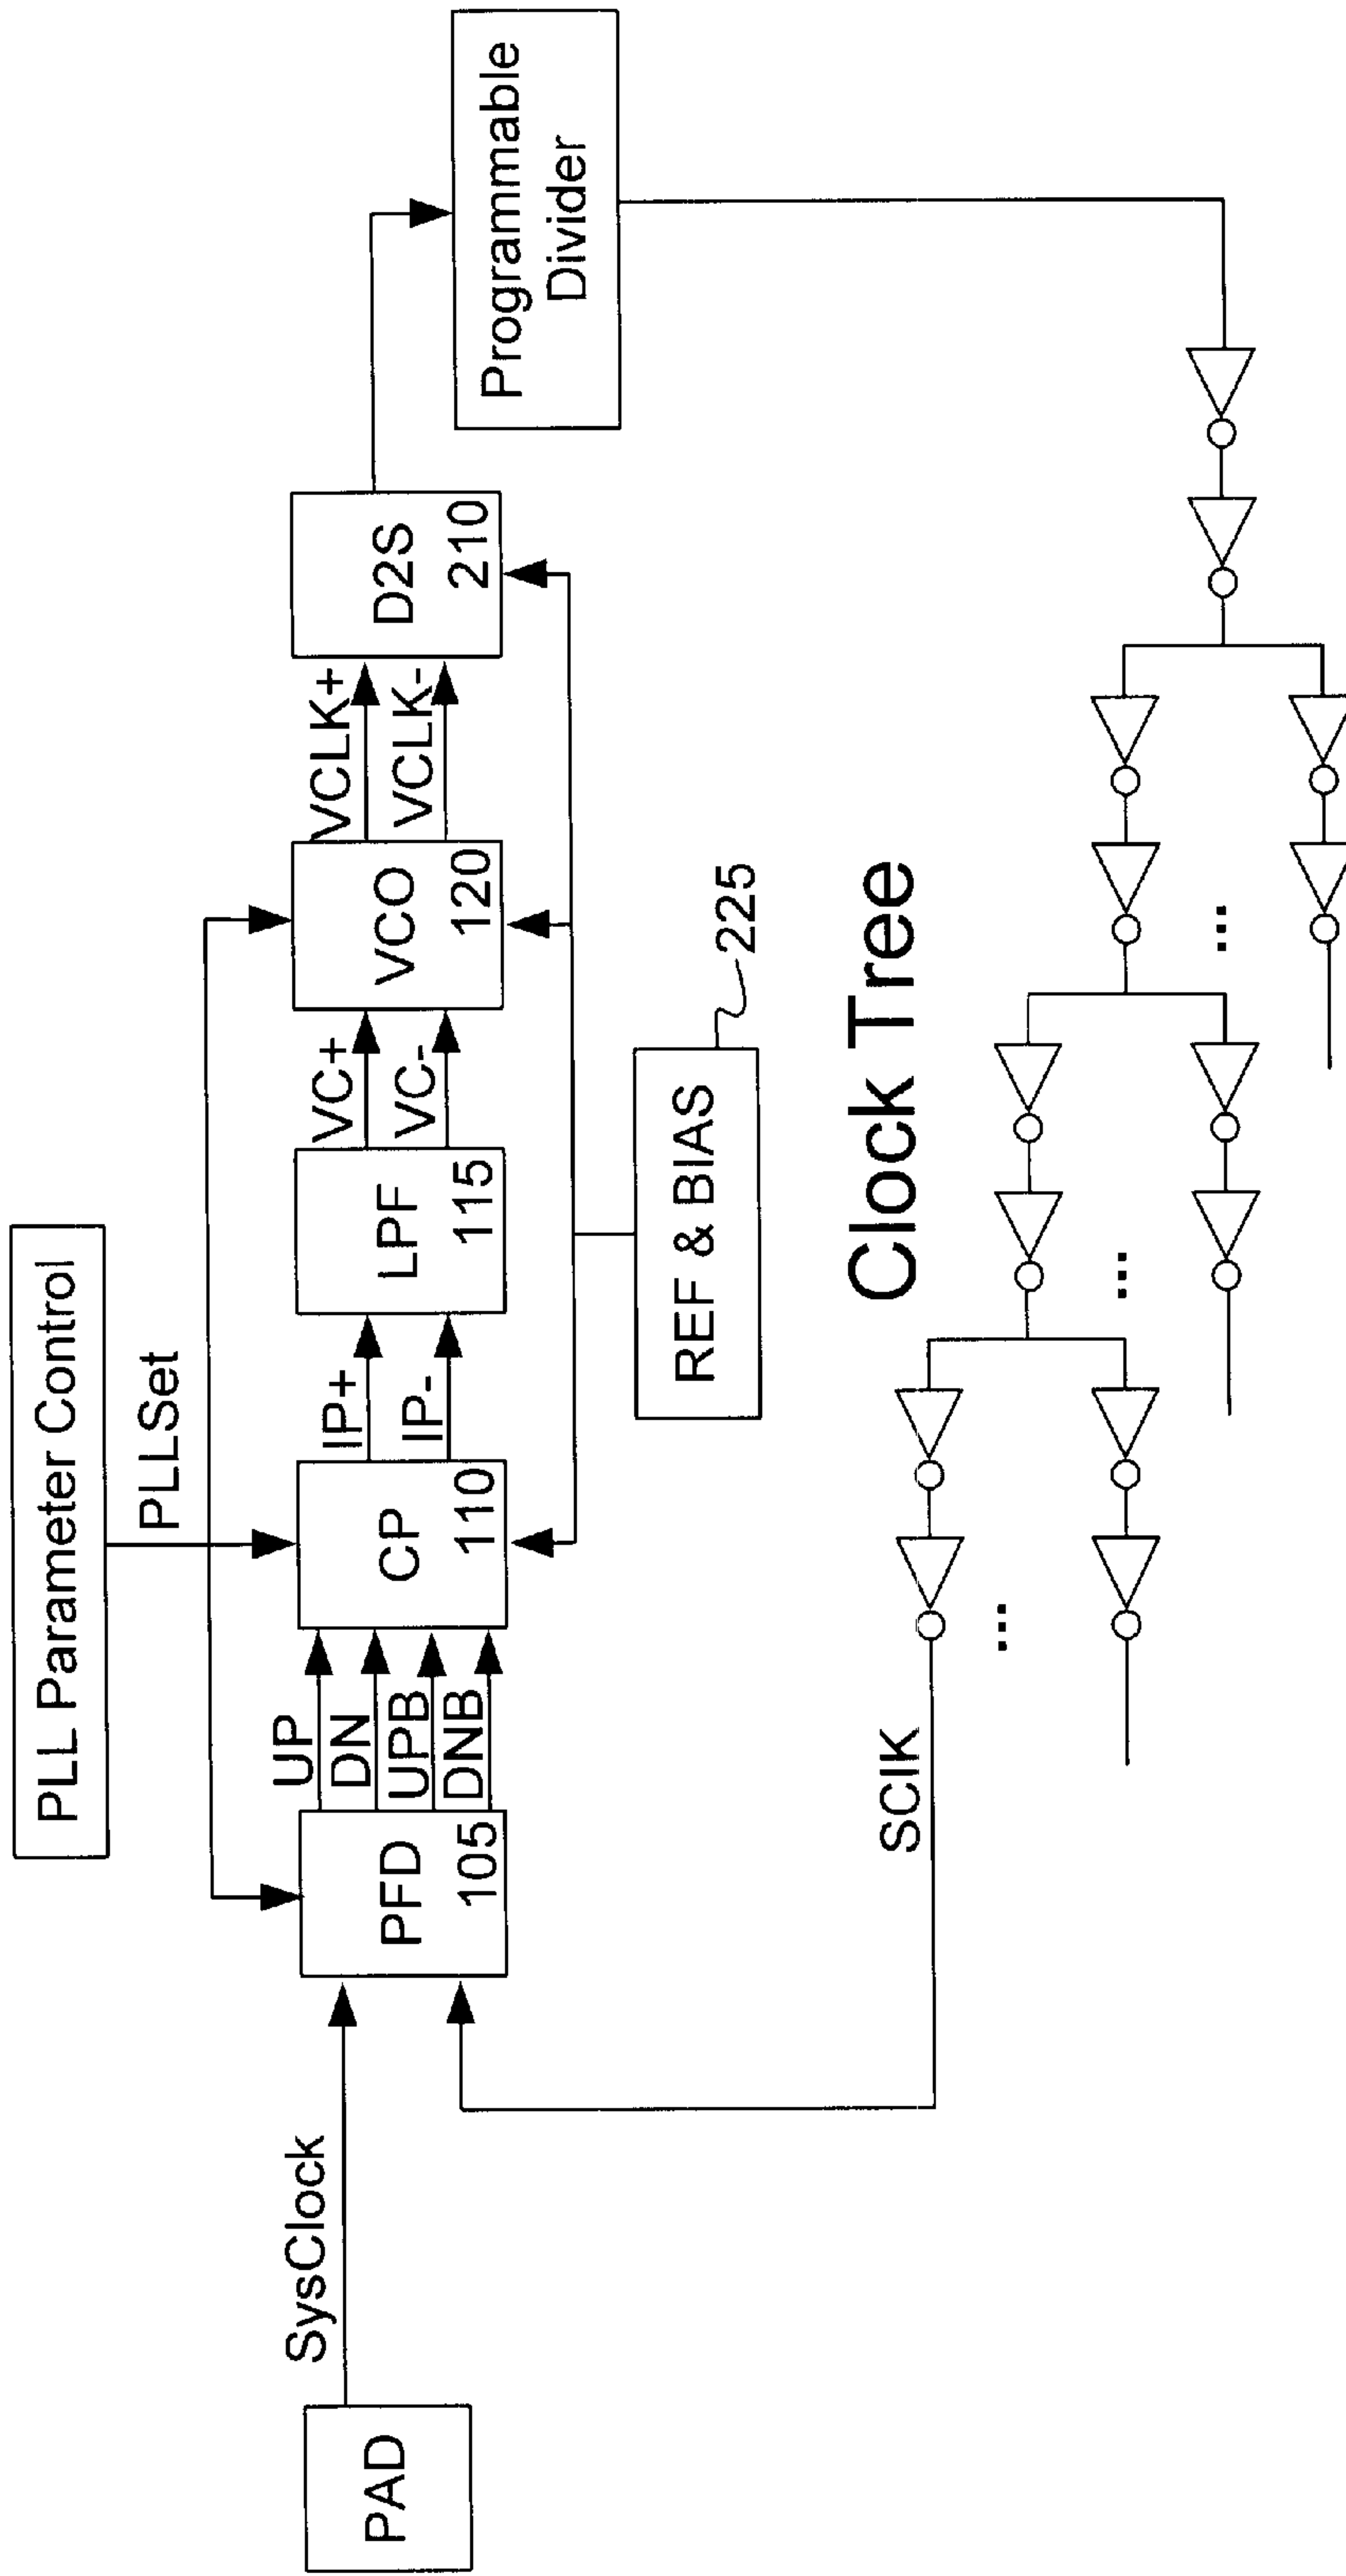 PLL Parameter Control
PLLSet
PAD
SysClock
PFD
105
UP
DN
UPB
DNB
CP
110
IP+
IP-
LPF
115
VC+
VC-
VCO
120
VCLK+
VCLK-
D2S
210
Programmable
Divider
REF & BIAS
225
Clock Tree
SCIK
...
...
...